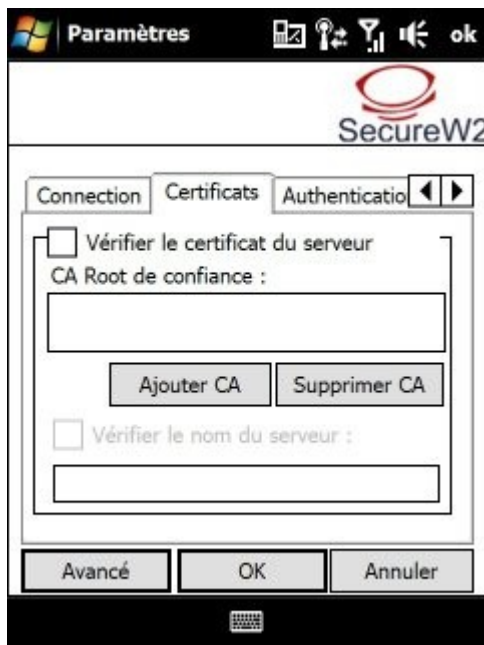 Paramètres ok
SecureW2
Connection Certificats Authenticatio
Vérifier le certificat du serveur
CA Root de confiance :
Ajouter CA Supprimer CA
Vérifier le nom du serveur :
Avancé OK Annuler